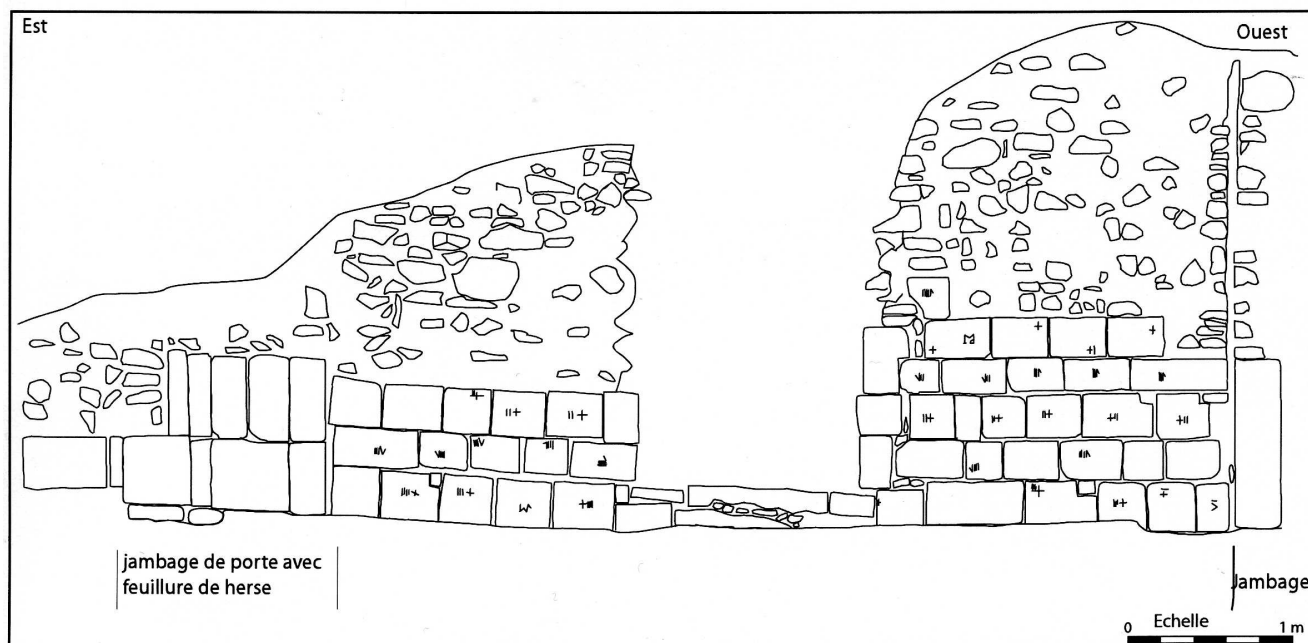 Est
Ouest
jambage de porte avec
feuillure de herse
Jambage
Echelle
0 1 m